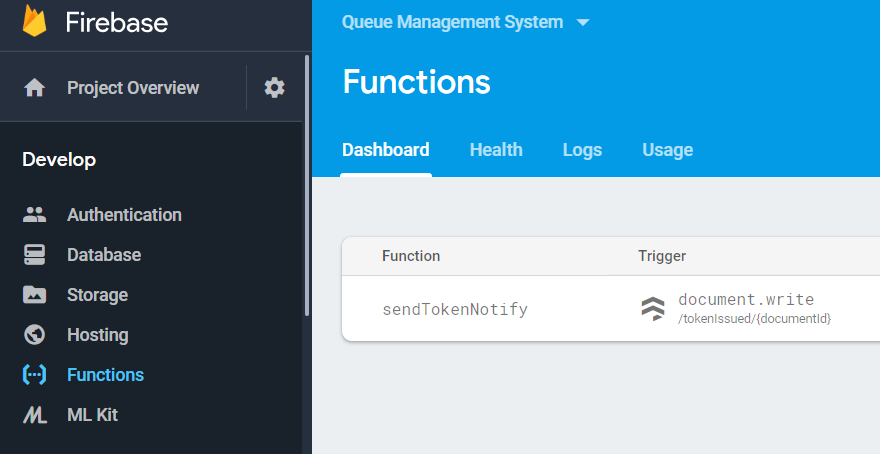 Firebase
Project Overview
Develop
Authentication
Database
Storage
Hosting
Functions
ML Kit
Queue Management System
Functions
Dashboard Health Logs Usage
Function Trigger
sendTokenNotify document.write
/tokenIssued/{documentId}